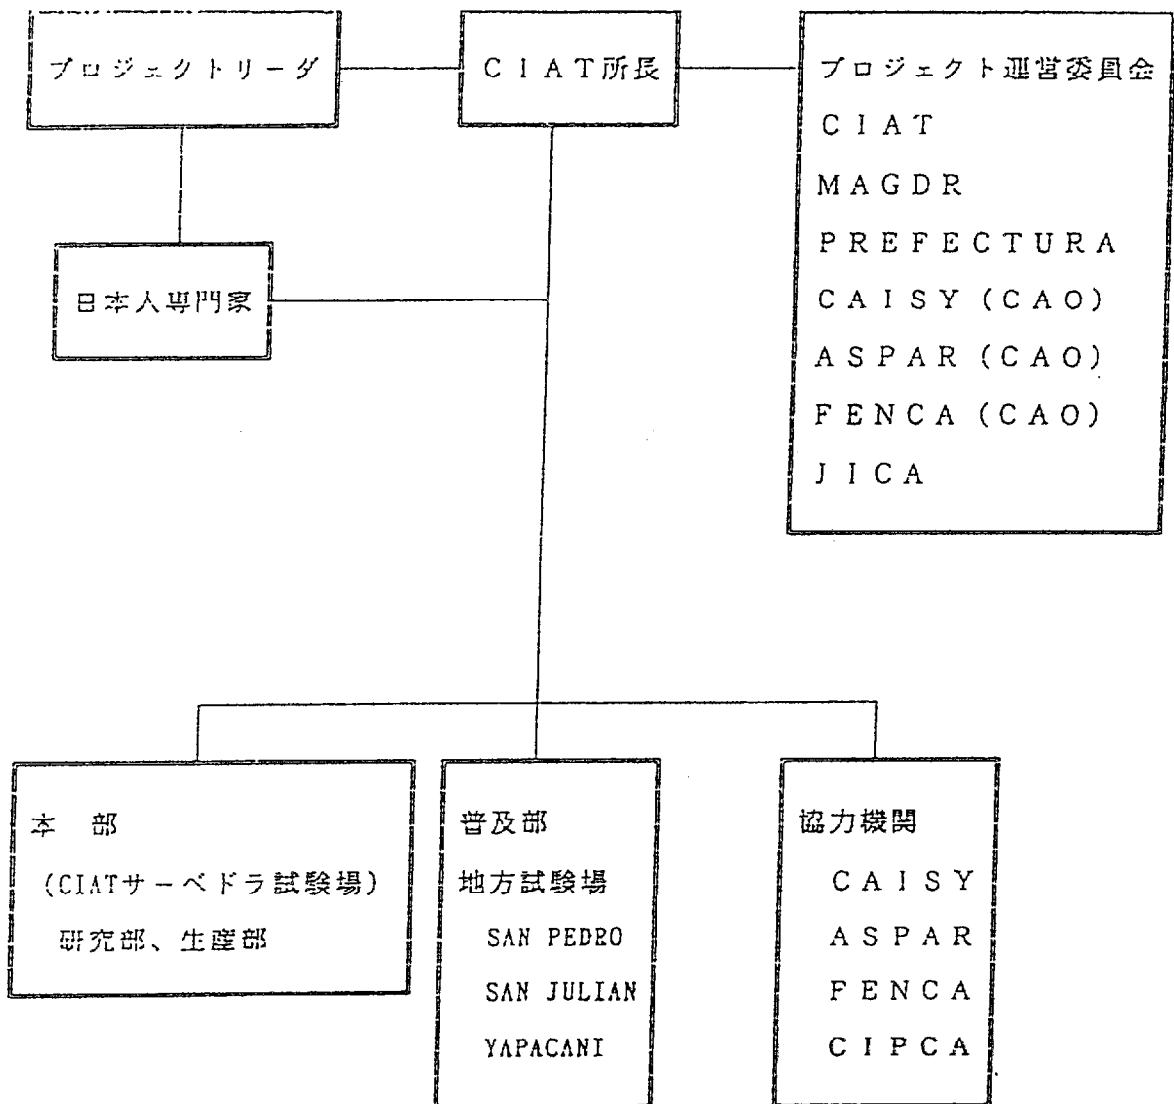 プロジェクトリーダ
CIAT所長
プロジェクト運営委員会
CIAT
MAGDR
PREFECTURA
CAISY (CAO)
ASPAR (CAO)
FENCA (CAO)
JICA
日本人専門家
本 部
(CIATサーベドラ試験場)
研究部、生産部
普及部
地方試験場
SAN PEDRO
SAN JULIAN
YAPACANI
協力機関
CAISY
ASPAR
FENCA
CIPCA